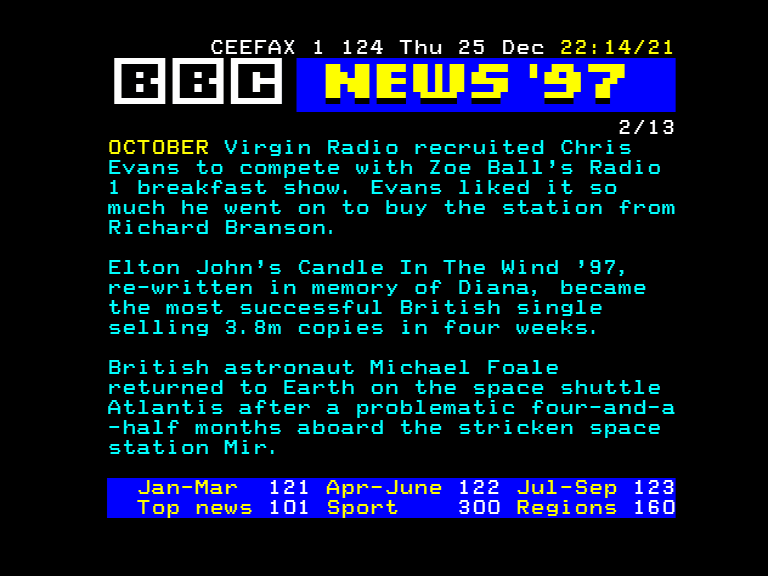 CEEFAX 1 124 Thu 25 Dec 22:14/21
BBC NEWS '97
2/13
OCTOBER Virgin Radio recruited Chris
Evans to compete with Zoe Ball's Radio
1 breakfast show. Evans liked it so
much he went on to buy the station from
Richard Branson.
Elton John's Candle In The Wind '97,
re-written in memory of Diana, became
the most successful British single
selling 3.8m copies in four weeks.
British astronaut Michael Foale
returned to Earth on the space shuttle
Atlantis after a problematic four-and-a
-half months aboard the stricken space
station Mir.
Jan-Mar 121 Apr-June 122 Jul-Sep 123
Top news 101 Sport 300 Regions 160